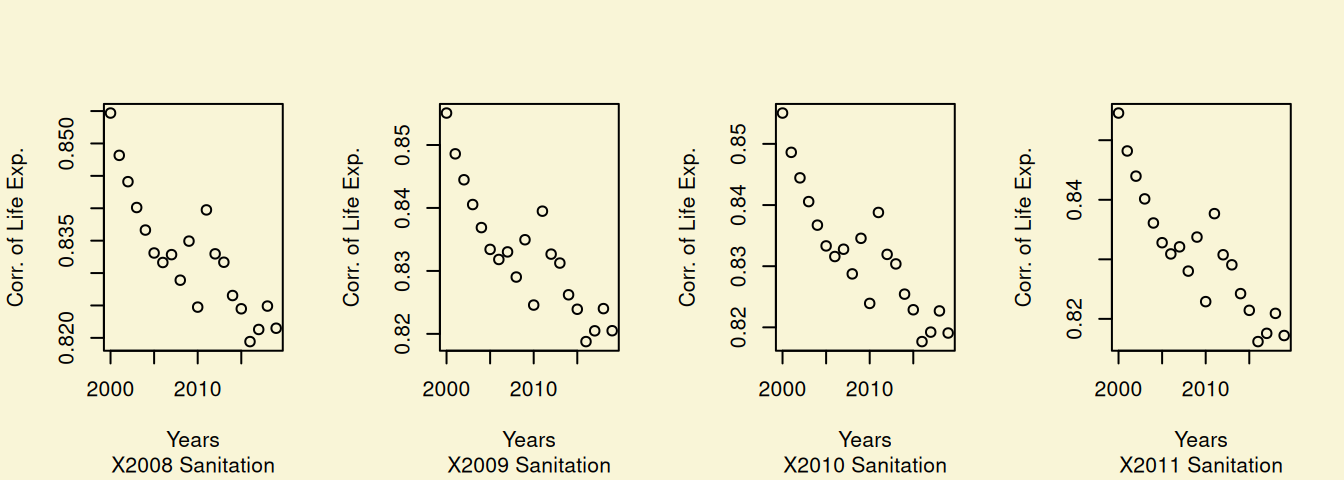 Corr. of Life Exp.
0.820 0.835 0.850
2000 2010
Years
X2008 Sanitation
Corr. of Life Exp.
0.82 0.83 0.84 0.85
2000 2010
Years
X2009 Sanitation
Corr. of Life Exp.
0.82 0.83 0.84 0.85
2000 2010
Years
X2010 Sanitation
Corr. of Life Exp.
0.82 0.84
2000 2010
Years
X2011 Sanitation